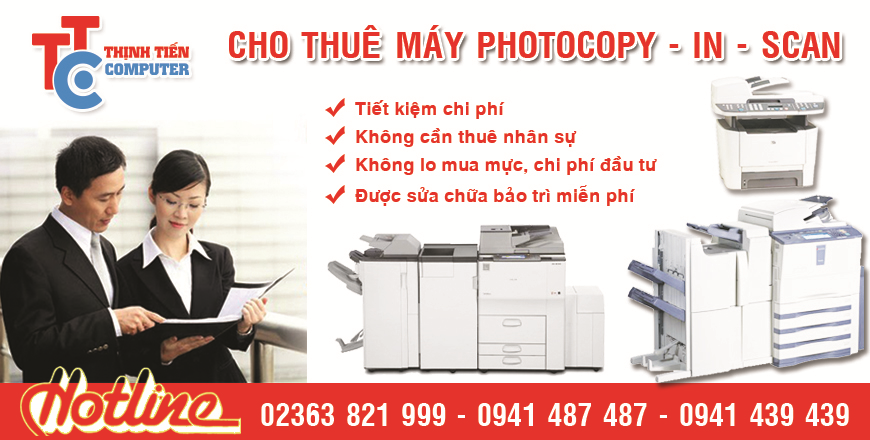 TTC
THỊNH TIẾN
COMPUTER
CHO THUÊ MÁY PHOTOCOPY - IN - SCAN
Tiết kiệm chi phí
Không cần thuê nhân sự
Không lo mua mực, chi phí đầu tư
Được sửa chữa bảo trì miễn phí
Hotline 02363 821 999 - 0941 487 487 - 0941 439 439